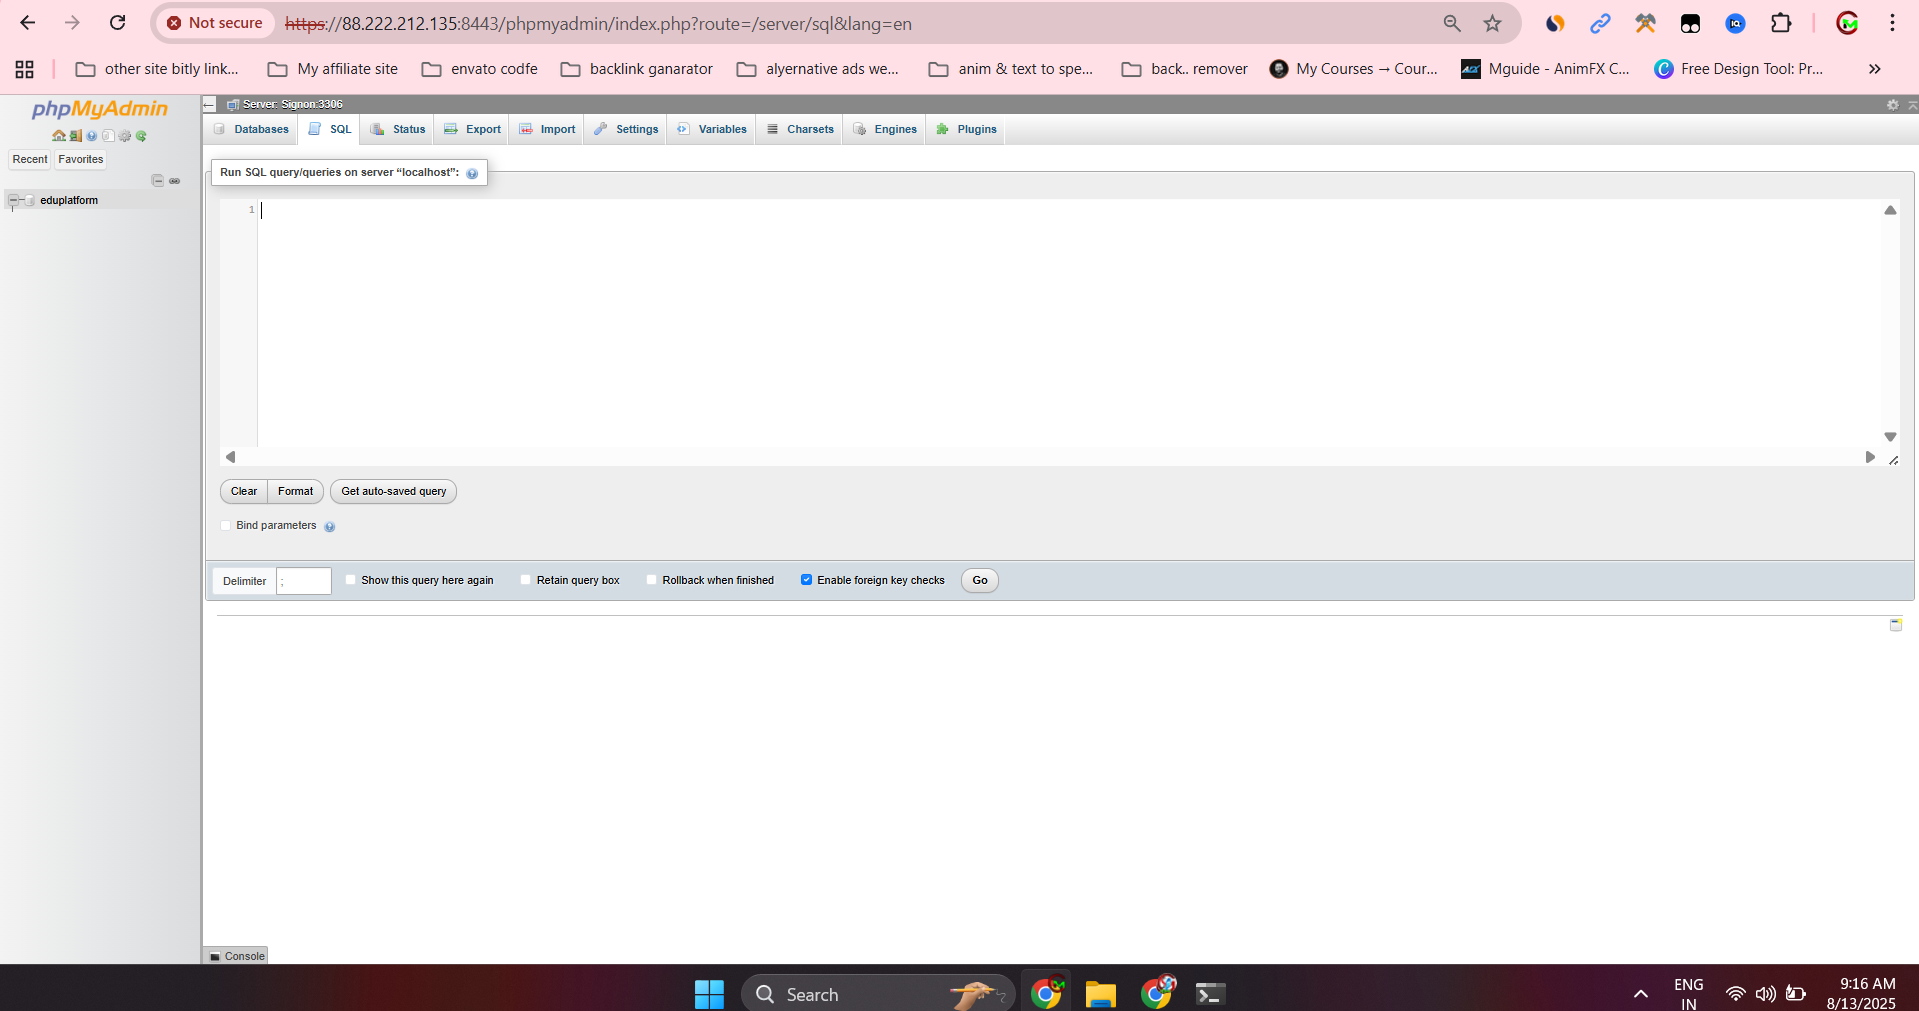 Not secure
https://88.222.212.135:8443/phpmyadmin/index.php?route=/server/sql&lang=en
other site bitly link...
My affiliate site
envato codfe
backlink ganarator
alyernative ads we...
anim & text to spe...
back.. remover
My Courses → Cour...
Mguide - AnimFX C...
Free Design Tool: Pr...
phpMyAdmin
Recent
Favorites
eduplatform
Server: Signon:3306
Databases
SQL
Status
Export
Import
Settings
Variables
Charsets
Engines
Plugins
Run SQL query/queries on server “localhost”:
1
Clear
Format
Get auto-saved query
Bind parameters
Delimiter
;
Show this query here again
Retain query box
Rollback when finished
Enable foreign key checks
Go
Console
Search
ENG
IN
9:16 AM
8/13/2025